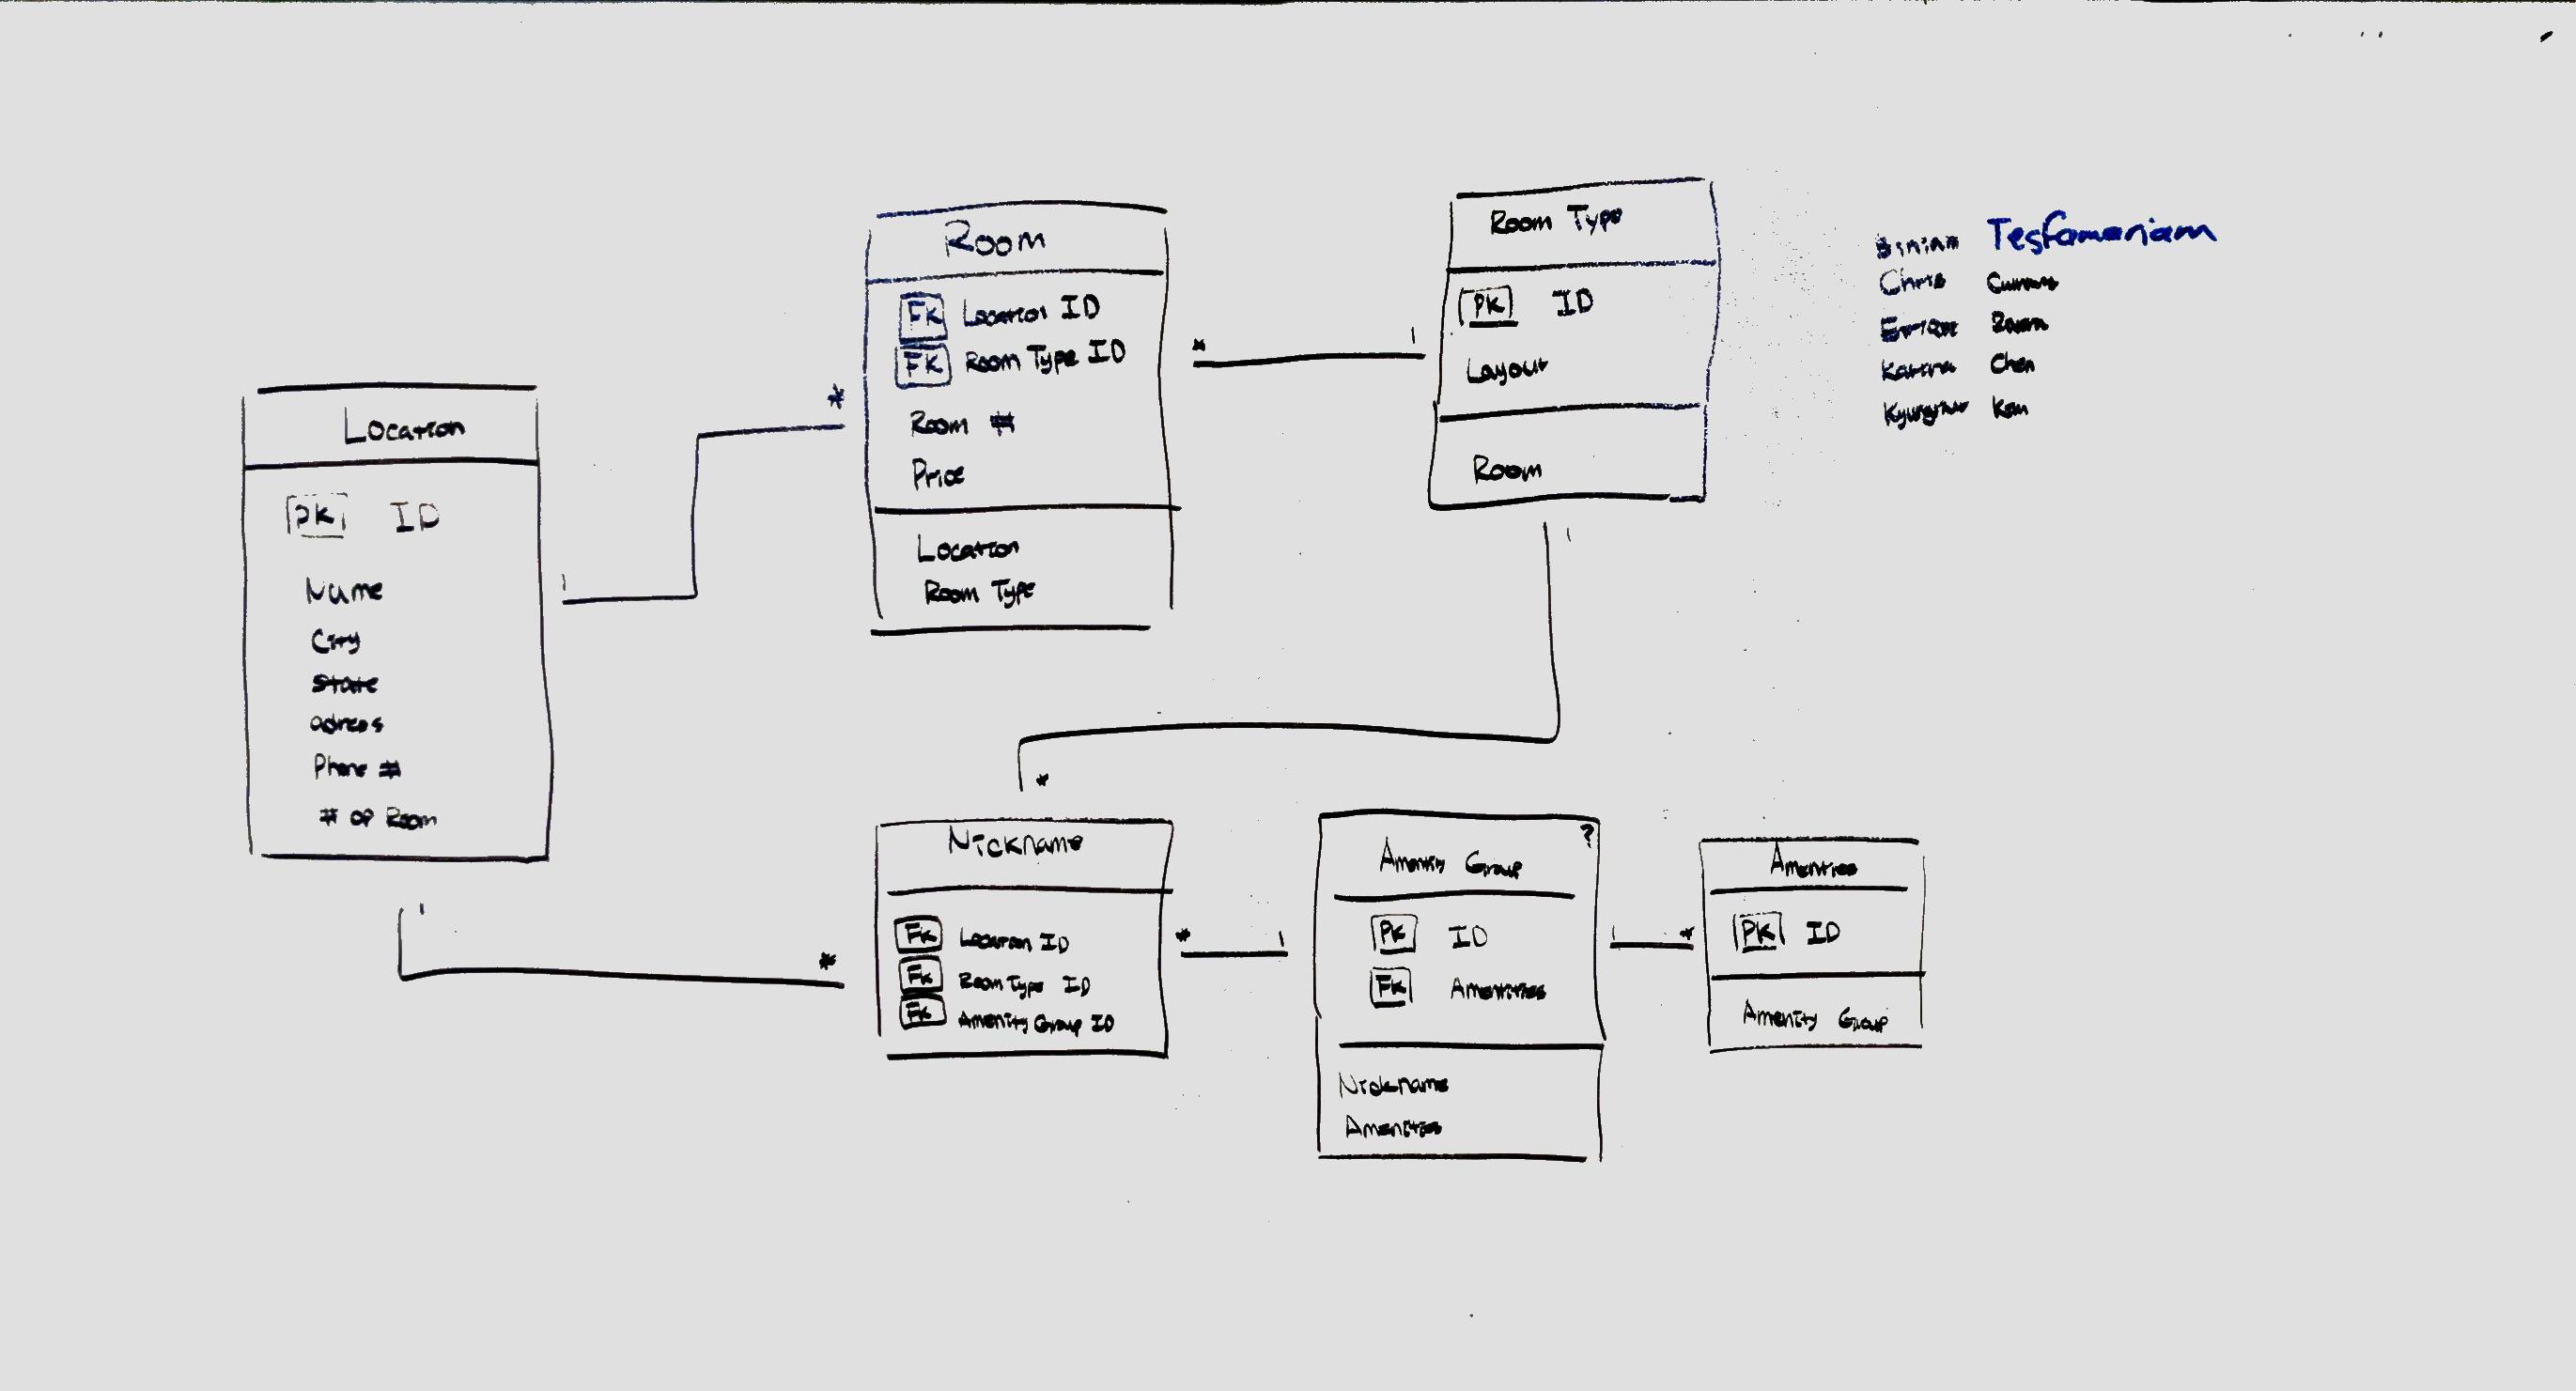 Location
PK ID
Name
City
State
adress
Phone #
# of Room
1
*
Room
FK Location ID
FK Room Type ID
Room #
Price
Location
Room Type
* 1
Room Type
PK ID
Layout
Room
1
*
Biniam Tesfamariam
Chris
Enrique
Katrina Chen
Kim
1
*
Nickname
FK Location ID
FK Room Type ID
FK Amenity Group ID
* 1
Amenity Group ?
PK ID
FK Amenities
Nickname
Amenities
1 *
Amenities
PK ID
Amenity Group